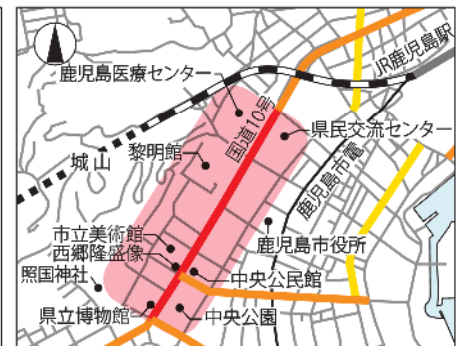 JR鹿児島駅
鹿児島医療センター
国道10号
県民交流センター
黎明館
城山
鹿児島市電
市立美術館
西郷隆盛像
鹿児島市役所
照国神社
中央公民館
県立博物館
中央公園